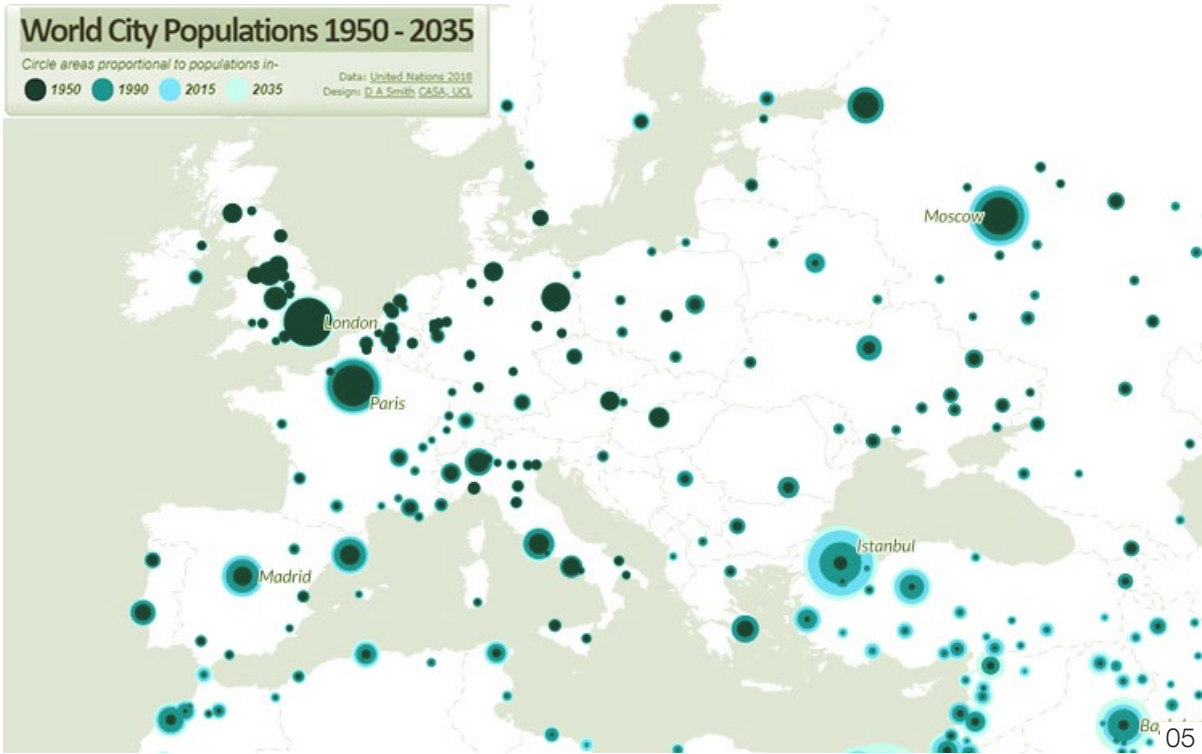 World City Populations 1950 - 2035
Circle areas proportional to populations in-
1950 1990 2015 2035
Data: United Nations 2018
Design: D A Smith CASA, UCL
Moscow
London
Paris
Istanbul
Madrid
05